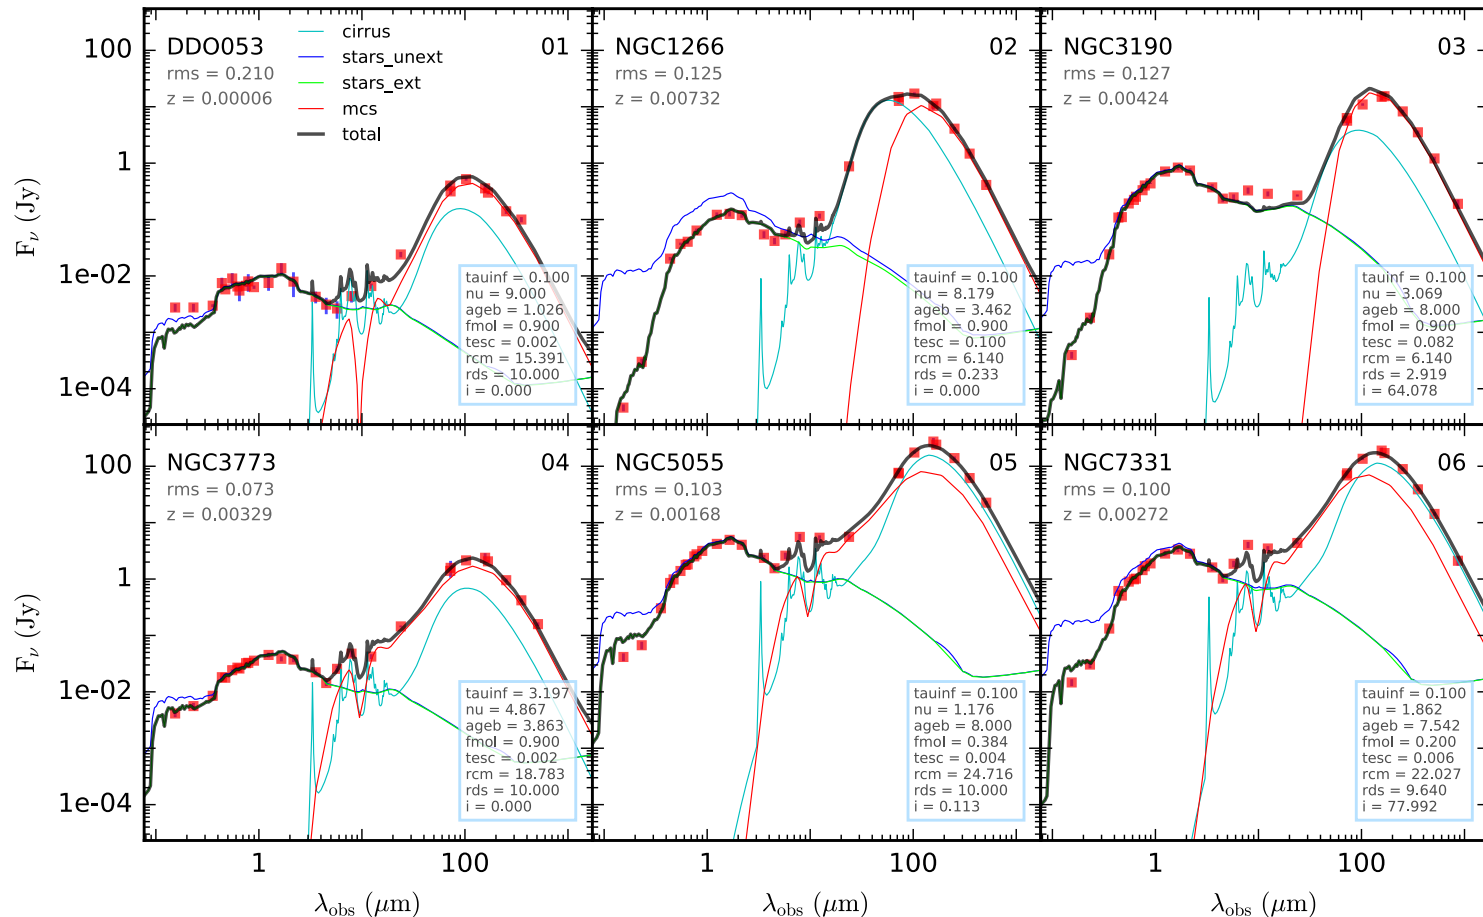 DDO053
01
rms = 0.210
z = 0.00006
cirrus
stars_unext
stars_ext
mcs
total
tauinf = 0.100
nu = 9.000
ageb = 1.026
fmol = 0.900
tesc = 0.002
rcm = 15.391
rds = 10.000
i = 0.000
NGC1266
02
rms = 0.125
z = 0.00732
tauinf = 0.100
nu = 8.179
ageb = 3.462
fmol = 0.900
tesc = 0.100
rcm = 6.140
rds = 0.233
i = 0.000
NGC3190
03
rms = 0.127
z = 0.00424
tauinf = 0.100
nu = 3.069
ageb = 8.000
fmol = 0.900
tesc = 0.082
rcm = 6.140
rds = 2.919
i = 64.078
100
1
1e-02
1e-04
F_ν (Jy)
NGC3773
04
rms = 0.073
z = 0.00329
tauinf = 3.197
nu = 4.867
ageb = 3.863
fmol = 0.900
tesc = 0.002
rcm = 18.783
rds = 10.000
i = 0.000
NGC5055
05
rms = 0.103
z = 0.00168
tauinf = 0.100
nu = 1.176
ageb = 8.000
fmol = 0.384
tesc = 0.004
rcm = 24.716
rds = 10.000
i = 0.113
NGC7331
06
rms = 0.100
z = 0.00272
tauinf = 0.100
nu = 1.862
ageb = 7.542
fmol = 0.200
tesc = 0.006
rcm = 22.027
rds = 9.640
i = 77.992
100
1
1e-02
1e-04
F_ν (Jy)
1 100
1 100
1 100
λ_obs (μm)
λ_obs (μm)
λ_obs (μm)